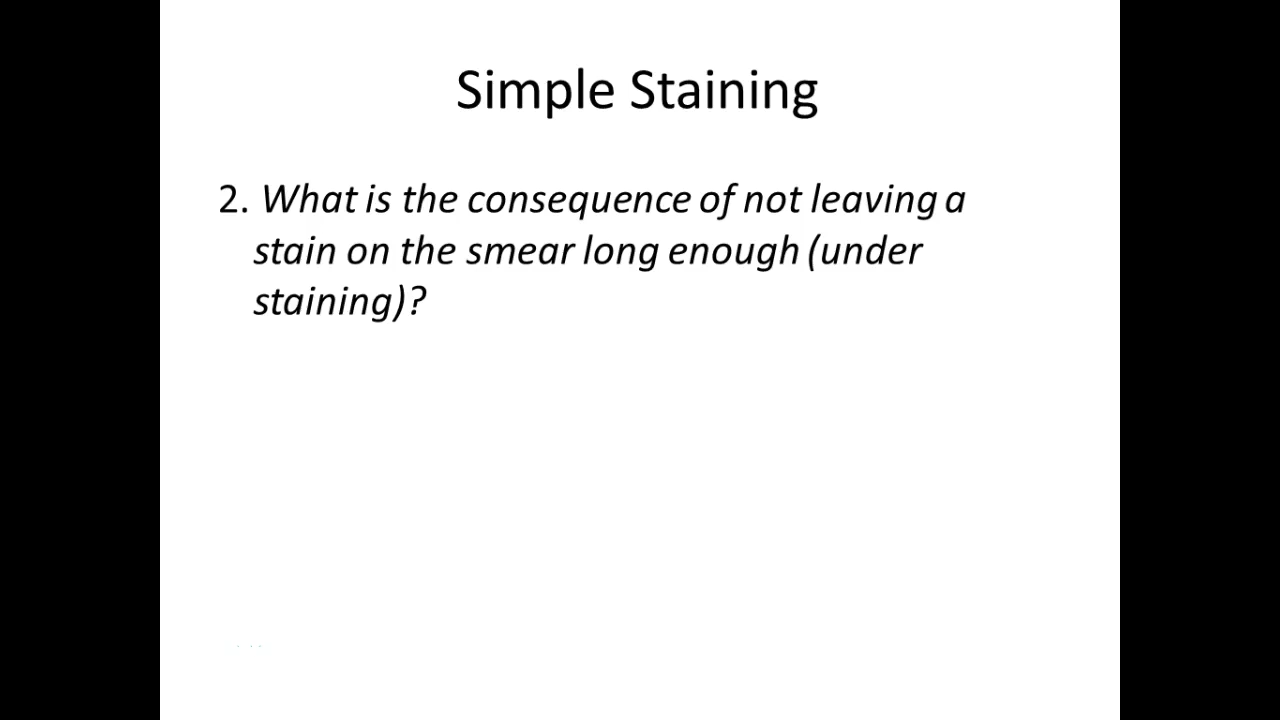 Simple Staining
2. What is the consequence of not leaving a
stain on the smear long enough (under
staining)?